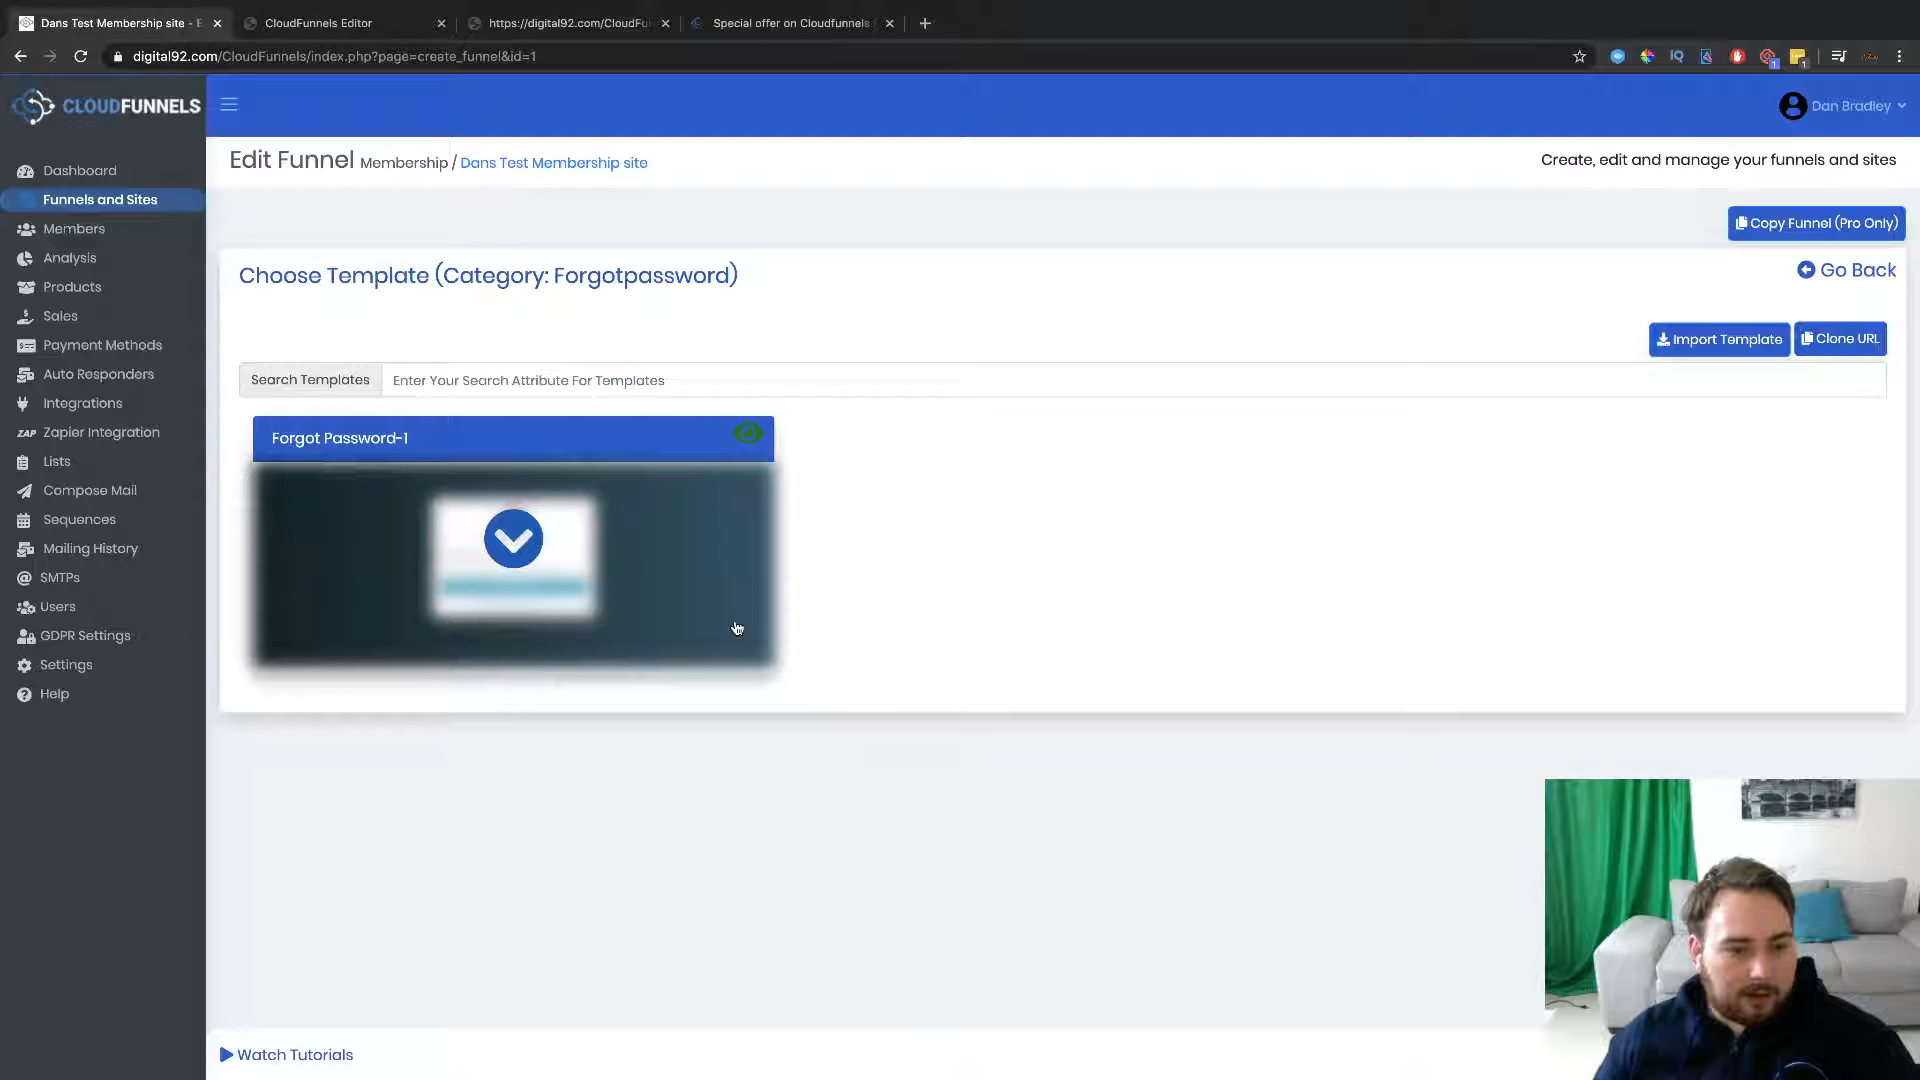 Dans Test Membership site - E
CloudFunnels Editor
https://digital92.com/CloudFu
Special offer on Cloudfunnels
digital92.com/CloudFunnels/index.php?page=create_funnel&id=1
CLOUDFUNNELS
Dan Bradley
Edit Funnel Membership / Dans Test Membership site
Create, edit and manage your funnels and sites
Dashboard
Funnels and Sites
Members
Analysis
Products
Sales
Payment Methods
Auto Responders
Integrations
ZAP Zapier Integration
Lists
Compose Mail
Sequences
Mailing History
SMTPs
Users
GDPR Settings
Settings
Help
Copy Funnel (Pro Only)
Choose Template (Category: Forgotpassword)
Go Back
Import Template
Clone URL
Search Templates
Enter Your Search Attribute For Templates
Forgot Password-1
Watch Tutorials